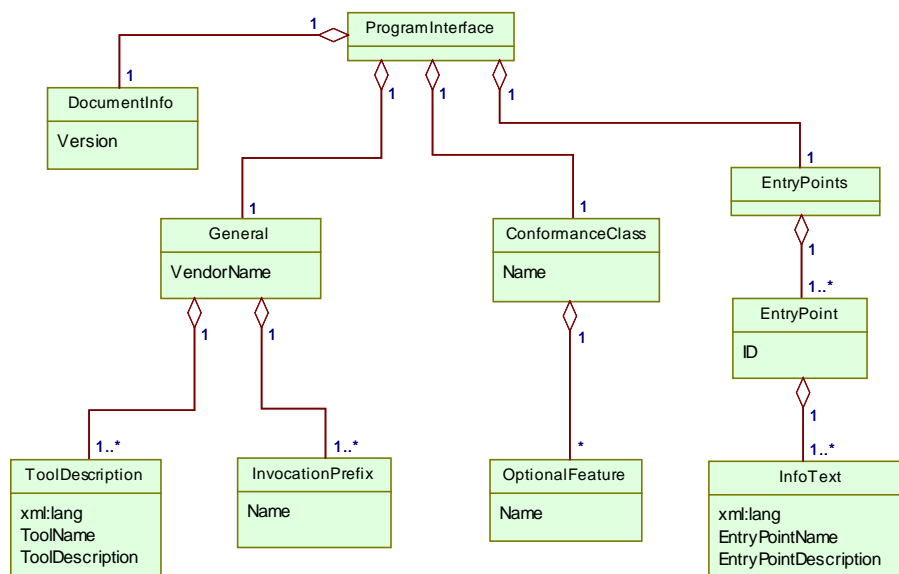 ProgramInterface
1
1
1
1
1
DocumentInfo
Version
1
EntryPoints
1
1
General
VendorName
ConformanceClass
Name
1
1
1
1
1..*
EntryPoint
ID
1
1..*
1..*
*
1..*
ToolDescription
xml:lang
ToolName
ToolDescription
InvocationPrefix
Name
OptionalFeature
Name
InfoText
xml:lang
EntryPointName
EntryPointDescription